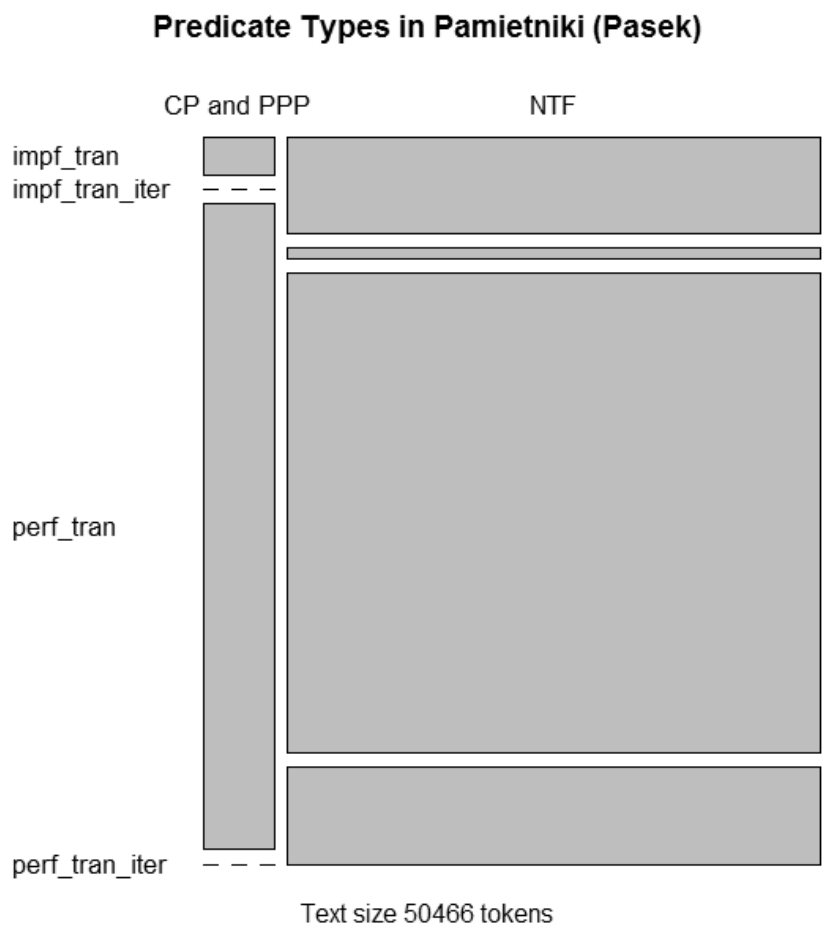 Predicate Types in Pamietniki (Pasek)
CP and PPP NTF
impf_tran
impf_tran_iter
perf_tran
perf_tran_iter
Text size 50466 tokens